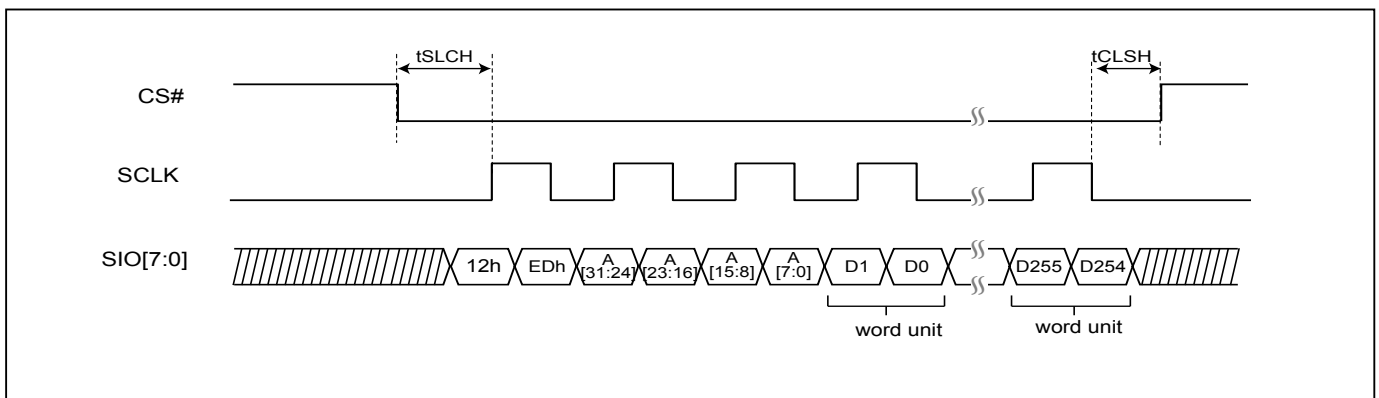 tSLCH
tCLSH
CS#
SCLK
SIO[7:0]
12h
EDh
A
[31:24]
A
[23:16]
A
[15:8]
A
[7:0]
D1
D0
D255
D254
word unit
word unit